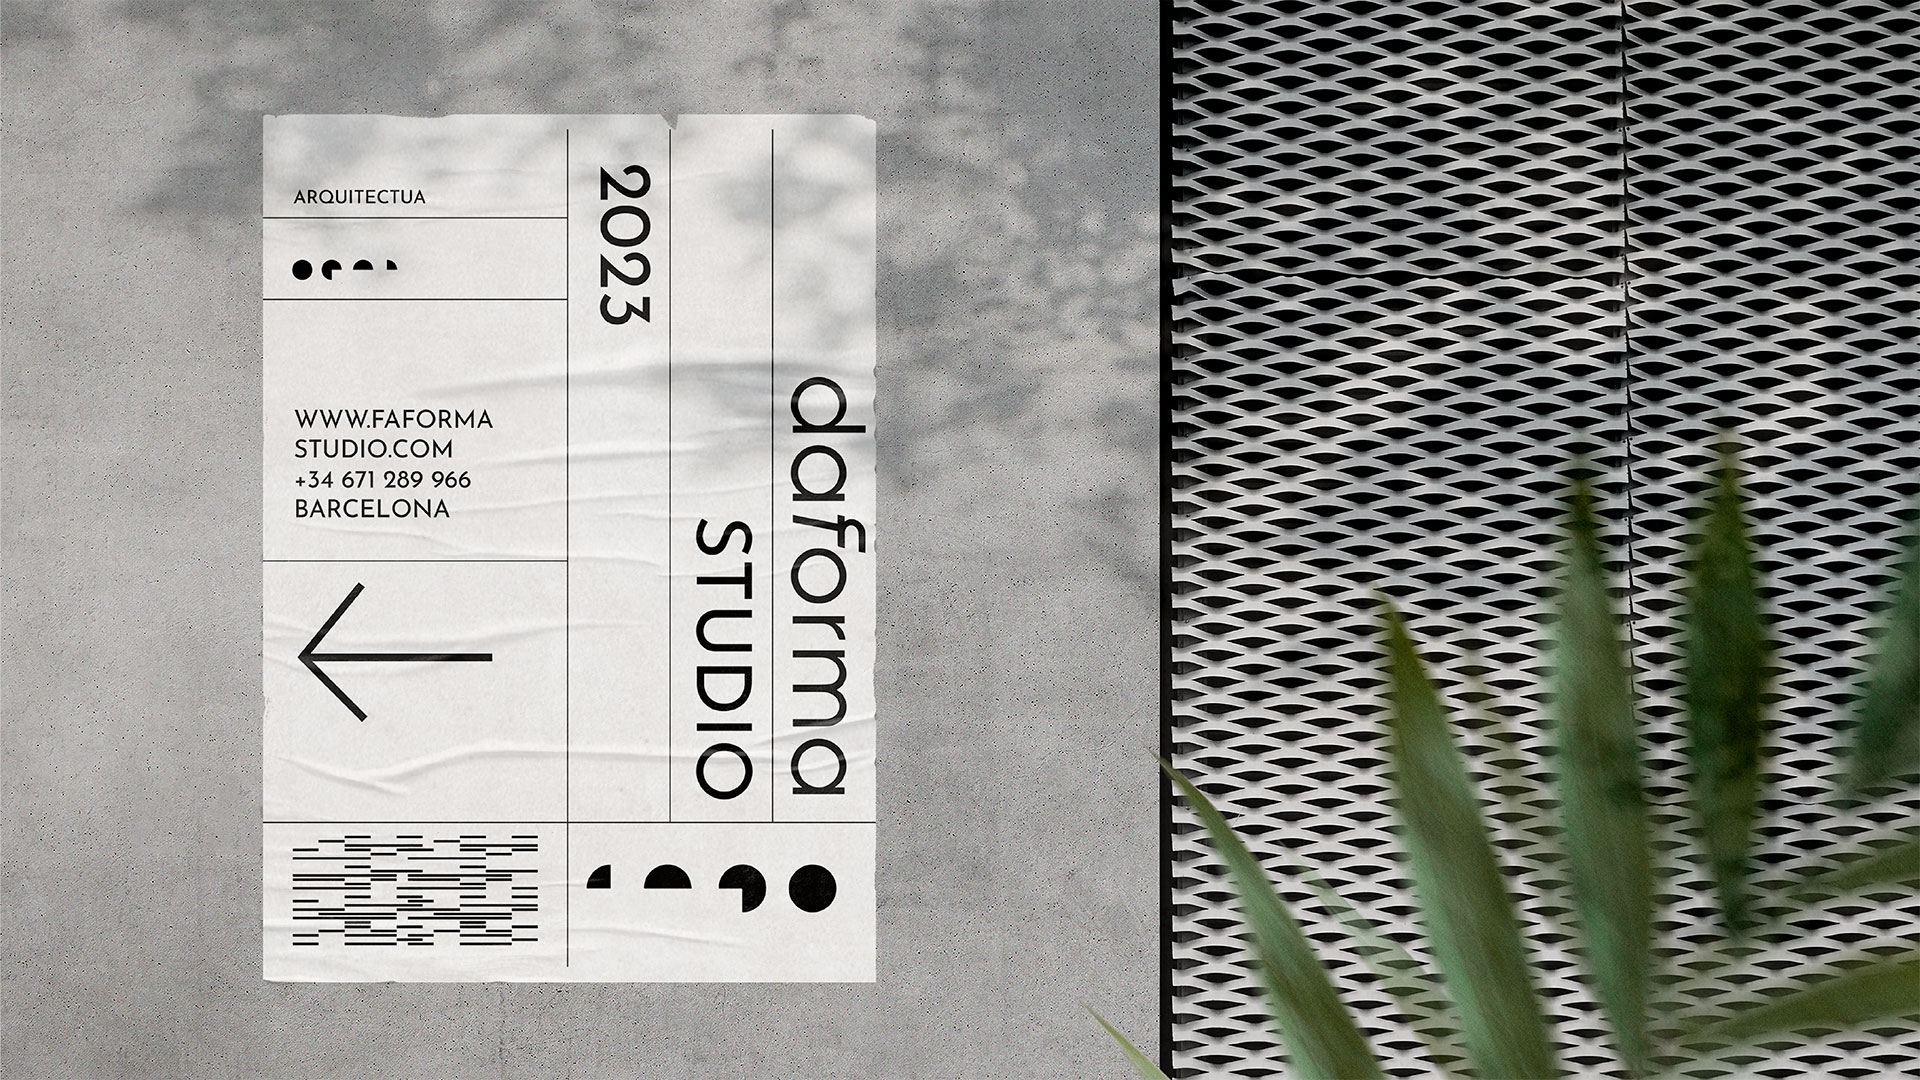 ARQUITECTUA
2023
WWW.FAFORMA
STUDIO.COM
+34 671 289 966
BARCELONA
daforma
STUDIO